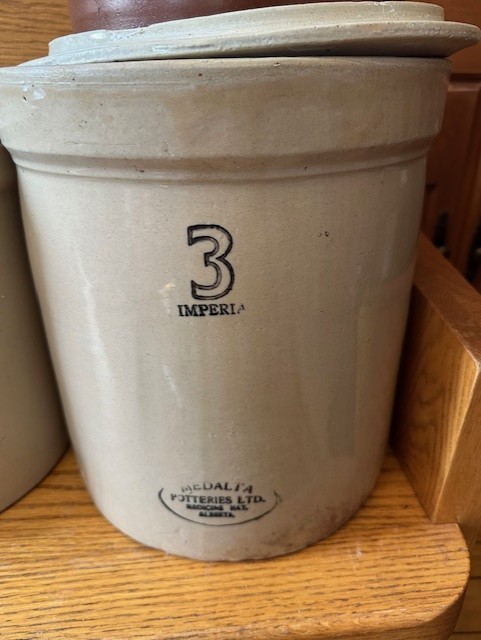 3
IMPERIA
MEDALTA
POTTERIES LTD.
MEDICINE HAT,
ALBERTA.